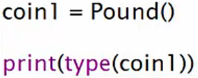 coin1 = Pound()
print(type(coin1))